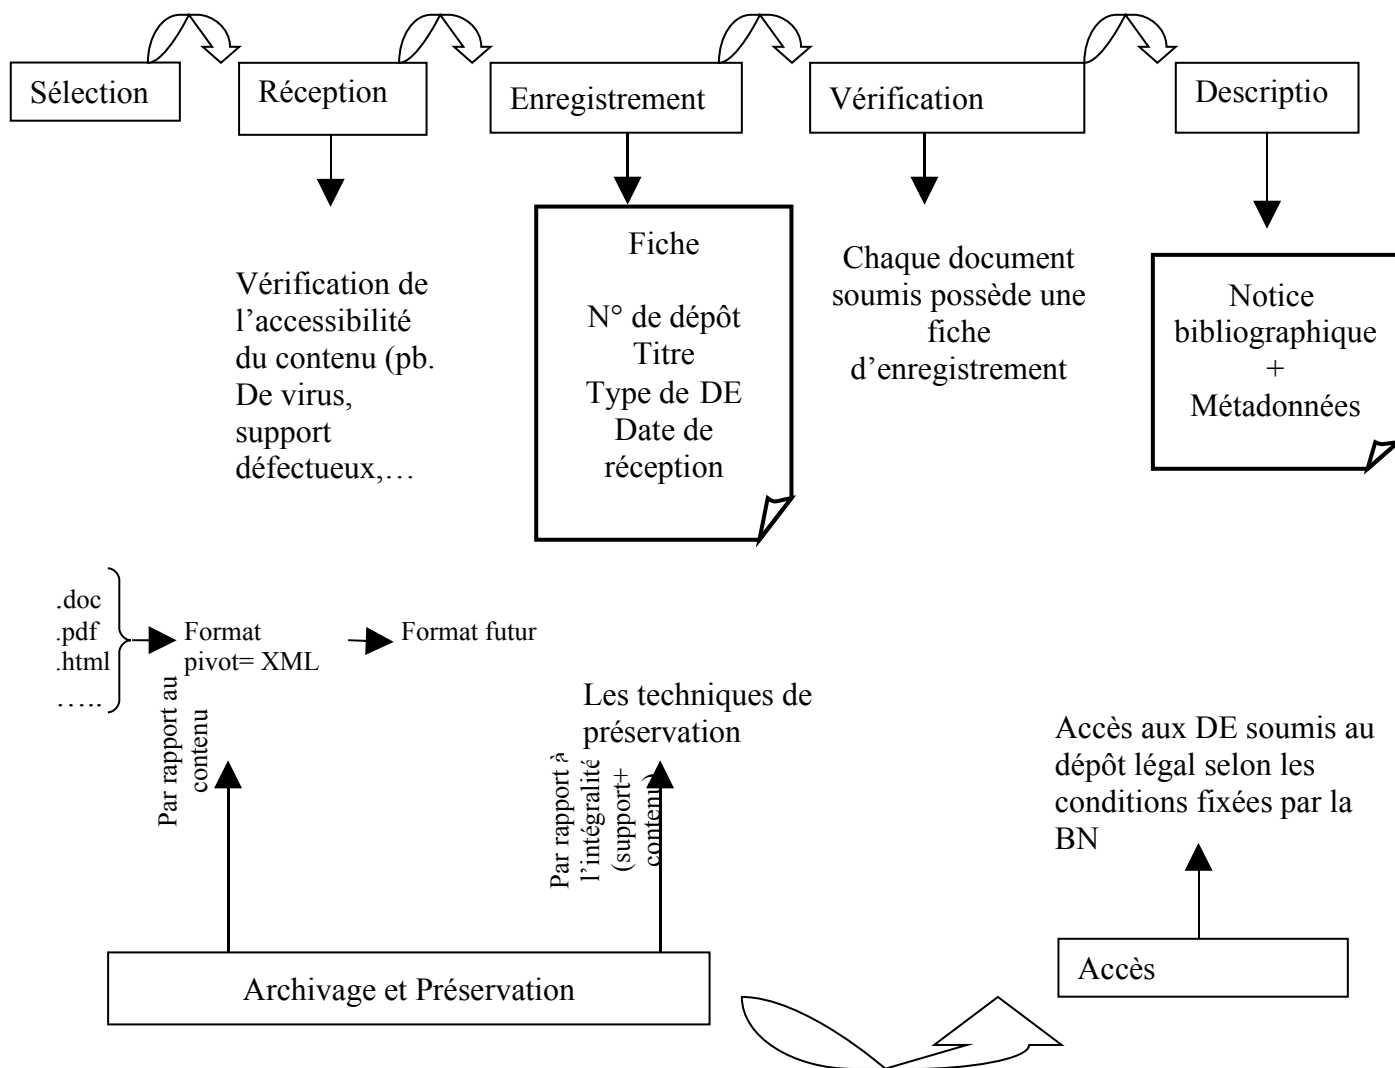 Sélection
Réception
Enregistrement
Vérification
Descriptio
Vérification de
l’accessibilité
du contenu (pb.
De virus,
support
défectueux,…
Fiche
N° de dépôt
Titre
Type de DE
Date de
réception
Chaque document
soumis possède une
fiche
d’enregistrement
Notice
bibliographique
+
Métadonnées
.doc
.pdf
.html
…..
Format
pivot= XML
Format futur
Par rapport au
contenu
Les techniques de
préservation
Par rapport à
l’intégralité
(support+
contenu)
Accès aux DE soumis au
dépôt légal selon les
conditions fixées par la
BN
Archivage et Préservation
Accès